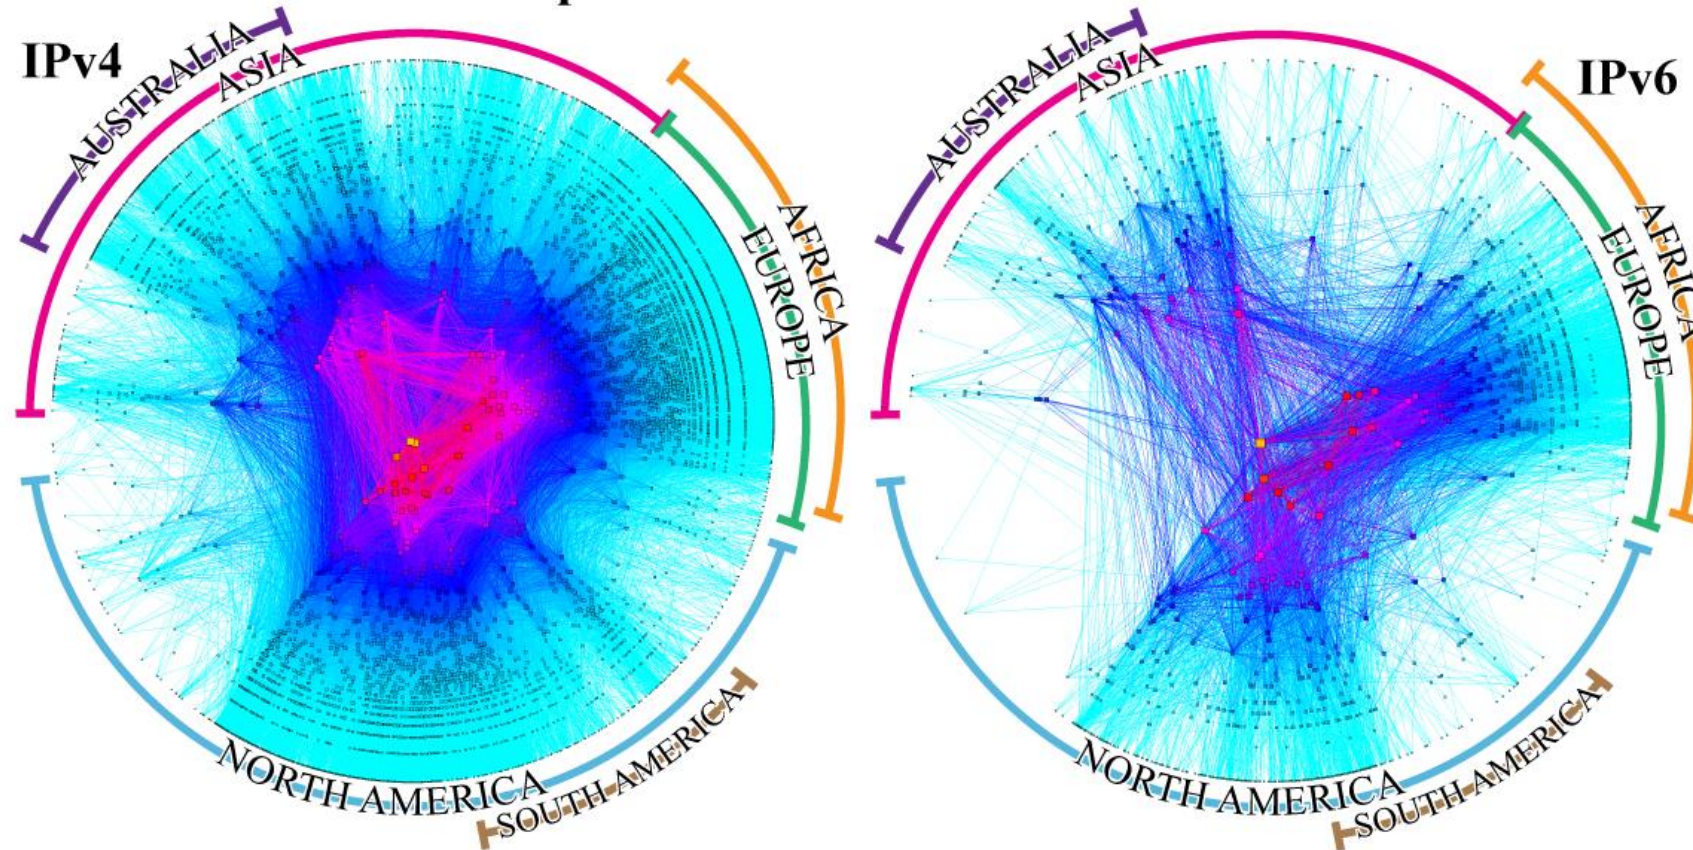 IPv4
AUSTRALIA
ASIA
AFRICA
EUROPE
NORTH AMERICA
SOUTH AMERICA
IPv6
AUSTRALIA
ASIA
AFRICA
EUROPE
NORTH AMERICA
SOUTH AMERICA